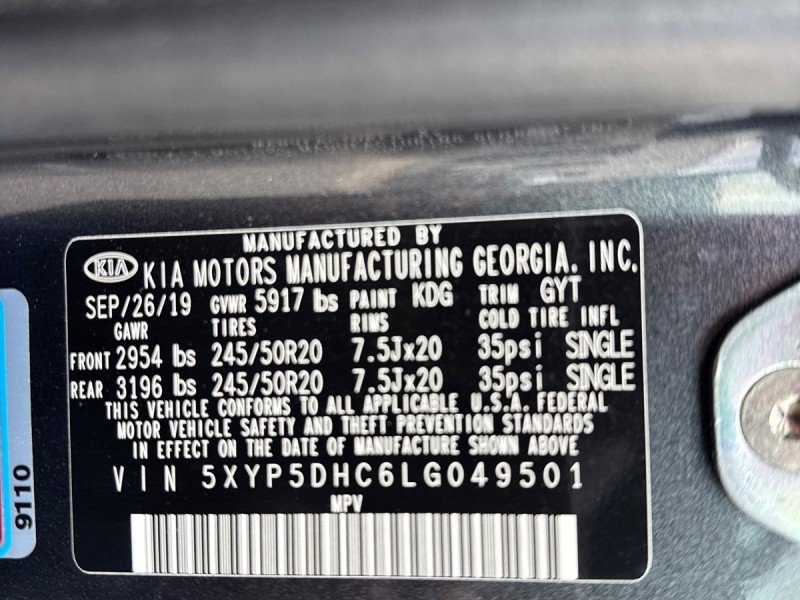 MANUFACTURED BY
KIA KIA MOTORS MANUFACTURING GEORGIA, INC.
SEP/26/19 GVWR 5917 lbs PAINT KDG TRIM GYT
GAWR TIRES RIMS COLD TIRE INFL
FRONT 2954 lbs 245/50R20 7.5Jx20 35psi SINGLE
REAR 3196 lbs 245/50R20 7.5Jx20 35psi SINGLE
THIS VEHICLE CONFORMS TO ALL APPLICABLE U.S.A. FEDERAL
MOTOR VEHICLE SAFETY AND THEFT PREVENTION STANDARDS
IN EFFECT ON THE DATE OF MANUFACTURE SHOWN ABOVE
VIN 5XYP5DHC6LG049501
MPV
9110